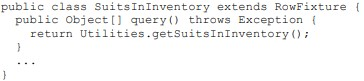 public class SuitsInInventory extends RowFixture {
  public Object[] query() throws Exception {
    return Utilities.getSuitsInInventory();
  }
  ...
}